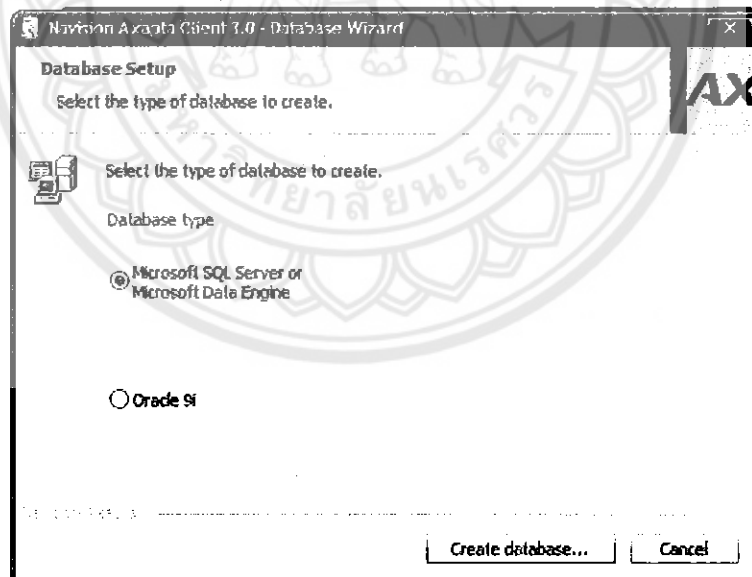 Navision Axapta Client 3.0 - Database Wizard
Database Setup
Select the type of database to create.
AX
Select the type of database to create.
Database type
Microsoft SQL Server or
Microsoft Data Engine
Oracle 9i
Create database...
Cancel